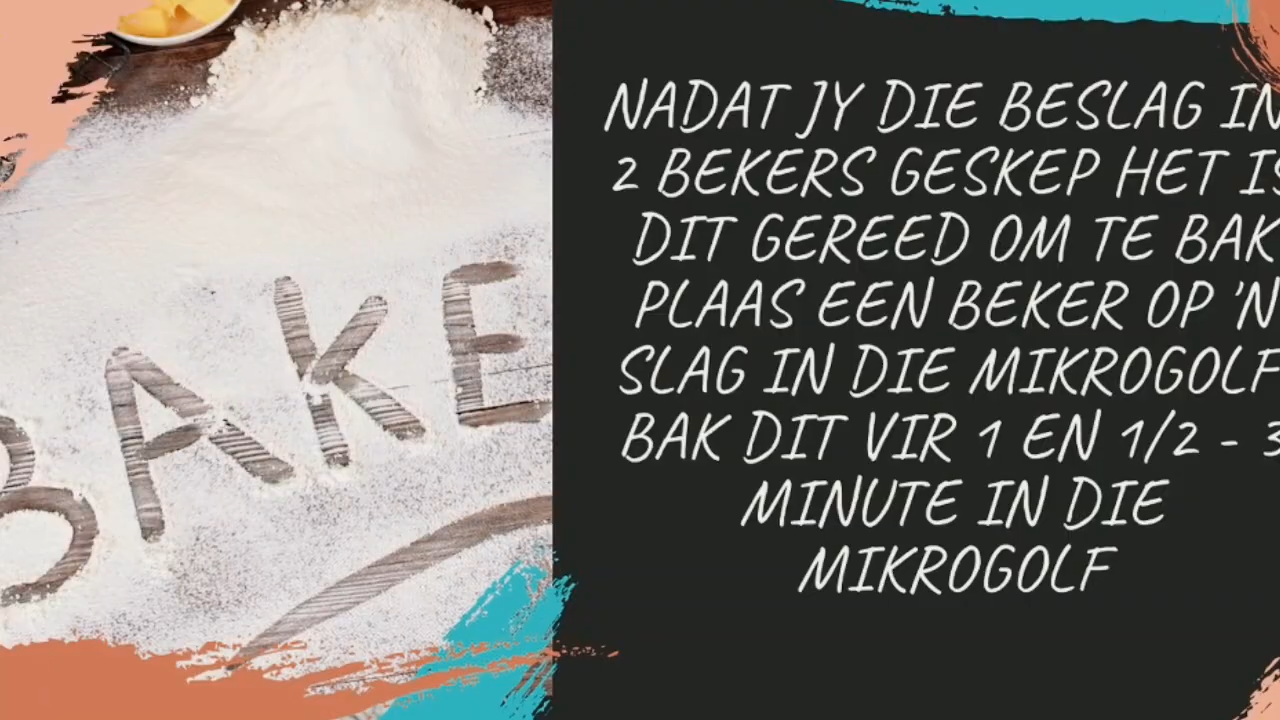 BAKE
NADAT JY DIE BESLAG IN
2 BEKERS GESKEP HET IS
DIT GEREED OM TE BAK
PLAAS EEN BEKER OP 'N
SLAG IN DIE MIKROGOLF
BAK DIT VIR 1 EN 1/2 - 3
MINUTE IN DIE
MIKROGOLF